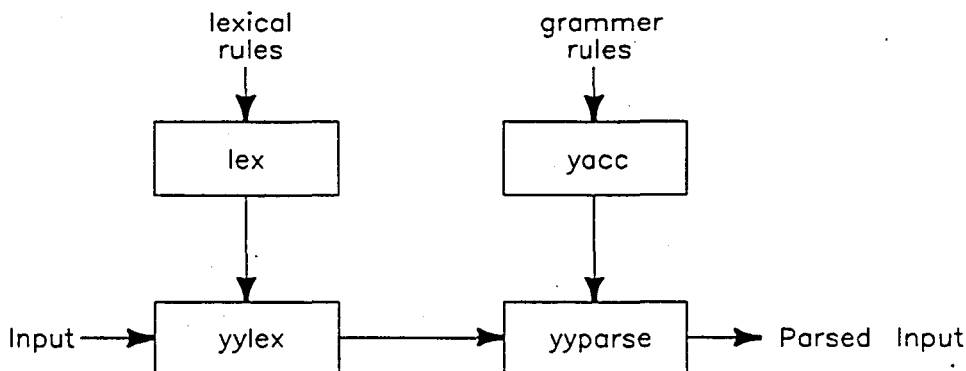 lexical
rules
grammer
rules
lex
yacc
Input
yylex
yyparse
Parsed Input